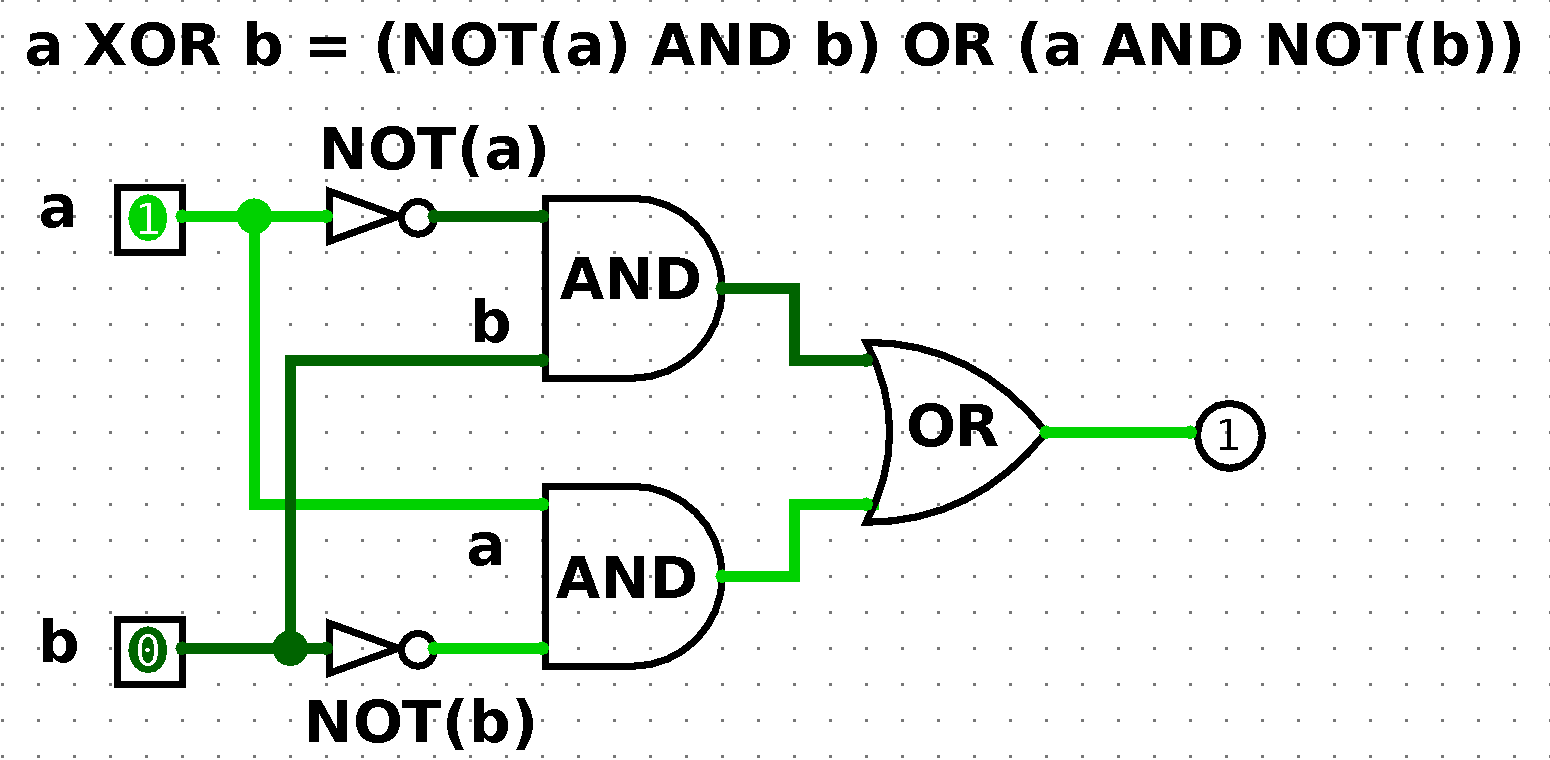 a XOR b = (NOT(a) AND b) OR (a AND NOT(b))
NOT(a)
a
1
AND
b
OR
1
a
AND
b
0
NOT(b)